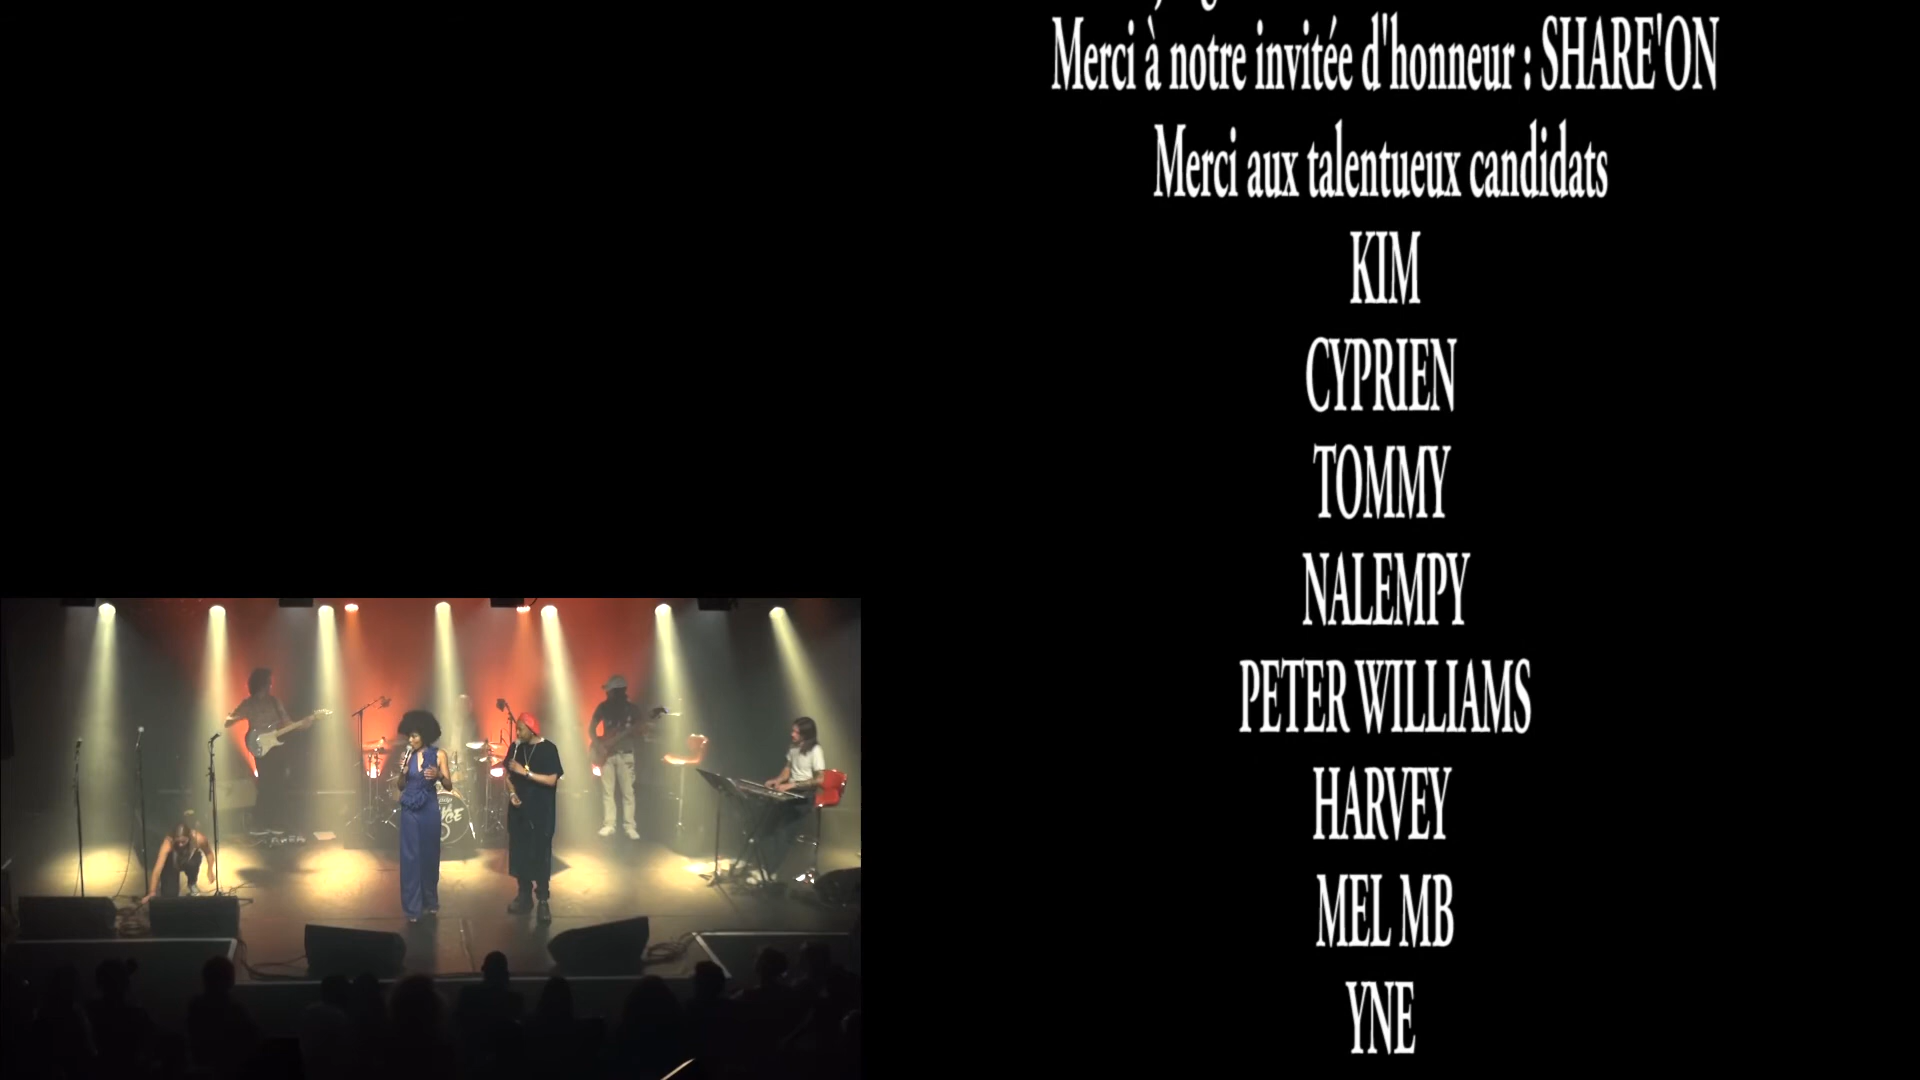 Merci à notre invitée d'honneur : SHARE'ON
Merci aux talentueux candidats
KIM
CYPRIEN
TOMMY
NALEMPY
PETER WILLIAMS
HARVEY
MEL MB
YNE